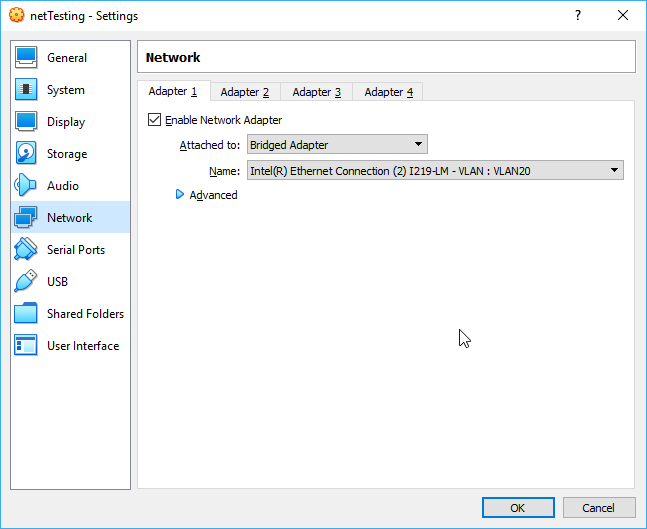 netTesting - Settings
?
General
System
Display
Storage
Audio
Network
Serial Ports
USB
Shared Folders
User Interface
Network
Adapter 1 Adapter 2 Adapter 3 Adapter 4
Enable Network Adapter
Attached to: Bridged Adapter
Name: Intel(R) Ethernet Connection (2) I219-LM - VLAN : VLAN20
Advanced
OK Cancel